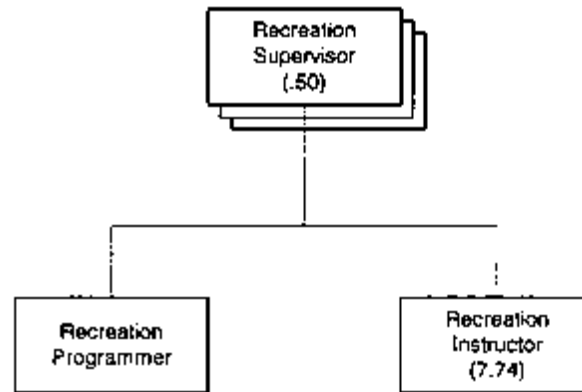 Recreation
Supervisor
(.50)
Recreation
Programmer
Recreation
Instructor
(7.74)